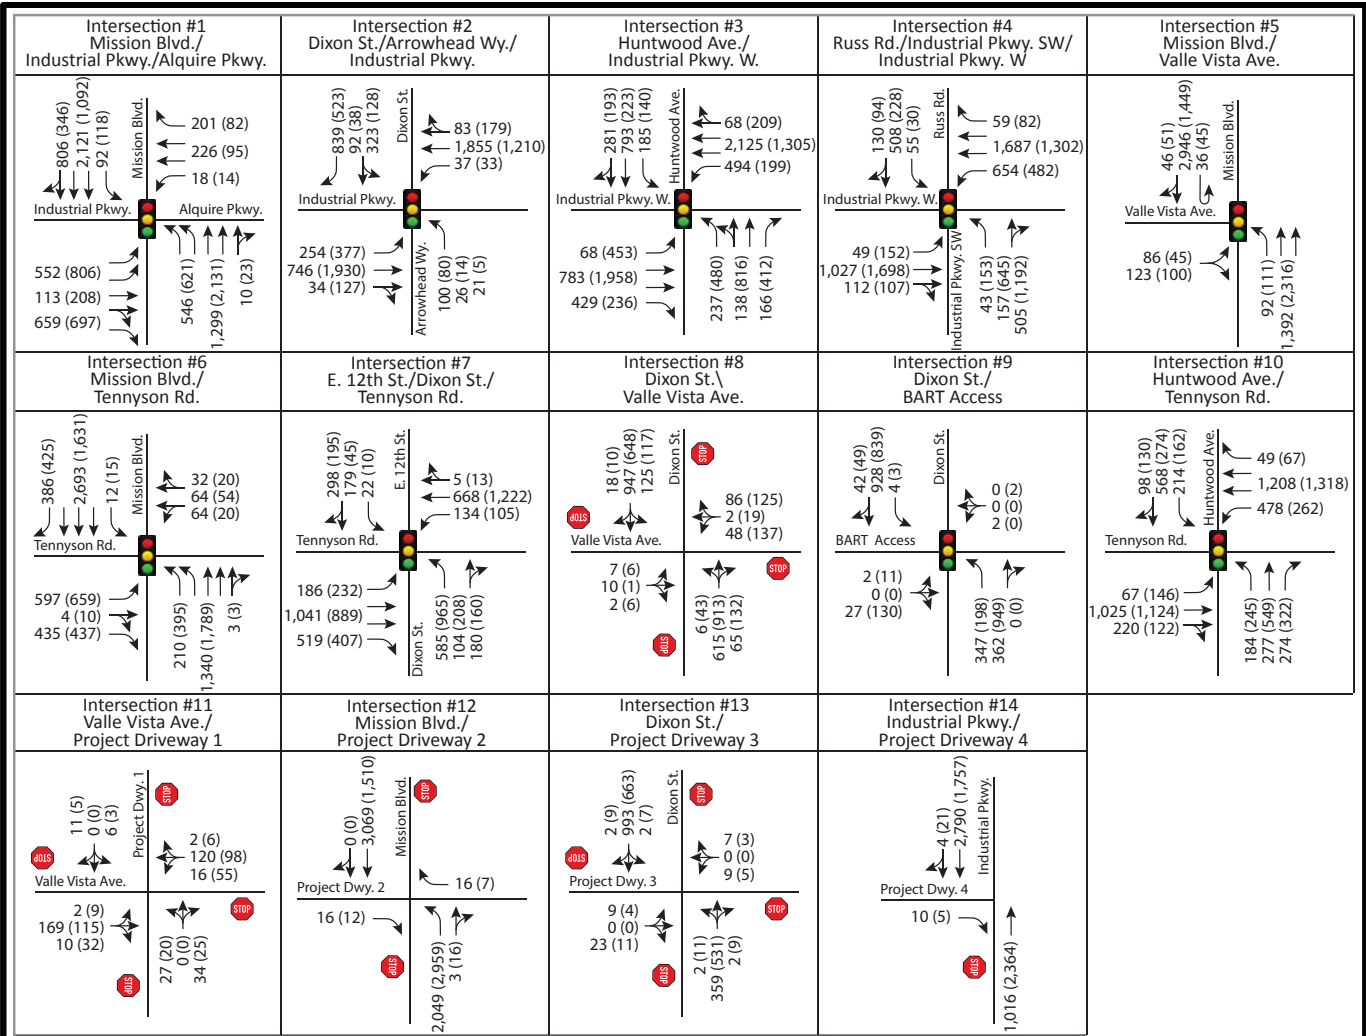 Intersection #1
Mission Blvd./
Industrial Pkwy./Alquire Pkwy.
806 (346)
2,121 (1,092)
92 (118)
Mission Blvd.
201 (82)
226 (95)
18 (14)
Industrial Pkwy.
Alquire Pkwy.
552 (806)
113 (208)
659 (697)
546 (621)
1,299 (2,131)
10 (23)
Intersection #2
Dixon St./Arrowhead Wy./
Industrial Pkwy.
839 (523)
92 (38)
323 (128)
Dixon St.
83 (179)
1,855 (1,210)
37 (33)
Industrial Pkwy.
254 (377)
746 (1,930)
34 (127)
Arrowhead Wy.
100 (80)
26 (14)
21 (5)
Intersection #3
Huntwood Ave./
Industrial Pkwy. W.
281 (193)
793 (223)
185 (140)
Huntwood Ave.
68 (209)
2,125 (1,305)
494 (199)
Industrial Pkwy. W.
68 (453)
783 (1,958)
429 (236)
237 (480)
138 (816)
166 (412)
Intersection #4
Russ Rd./Industrial Pkwy. SW/
Industrial Pkwy. W
130 (94)
508 (228)
55 (30)
Russ Rd.
59 (82)
1,687 (1,302)
654 (482)
Industrial Pkwy. W.
49 (152)
1,027 (1,698)
112 (107)
Industrial Pkwy. SW
43 (153)
157 (645)
505 (1,192)
Intersection #5
Mission Blvd./
Valle Vista Ave.
46 (51)
2,946 (1,449)
36 (45)
Mission Blvd.
Valle Vista Ave.
86 (45)
123 (100)
92 (111)
1,392 (2,316)
Intersection #6
Mission Blvd./
Tennyson Rd.
386 (425)
2,693 (1,631)
12 (15)
Mission Blvd.
32 (20)
64 (54)
64 (20)
Tennyson Rd.
597 (659)
4 (10)
435 (437)
210 (395)
1,340 (1,789)
3 (3)
Intersection #7
E. 12th St./Dixon St./
Tennyson Rd.
298 (195)
179 (45)
22 (10)
E. 12th St.
5 (13)
668 (1,222)
134 (105)
Tennyson Rd.
186 (232)
1,041 (889)
519 (407)
Dixon St.
585 (965)
104 (208)
180 (160)
Intersection #8
Dixon St.\
Valle Vista Ave.
18 (10)
947 (648)
125 (117)
Dixon St.
STOP
86 (125)
2 (19)
48 (137)
STOP
Valle Vista Ave.
STOP
7 (6)
10 (1)
2 (6)
STOP
6 (43)
615 (913)
65 (132)
Intersection #9
Dixon St./
BART Access
42 (49)
928 (839)
4 (3)
Dixon St.
0 (2)
0 (0)
2 (0)
BART Access
2 (11)
0 (0)
27 (130)
347 (198)
362 (949)
0 (0)
Intersection #10
Huntwood Ave./
Tennyson Rd.
98 (130)
568 (274)
214 (162)
Huntwood Ave.
49 (67)
1,208 (1,318)
478 (262)
Tennyson Rd.
67 (146)
1,025 (1,124)
220 (122)
184 (245)
277 (549)
274 (322)
Intersection #11
Valle Vista Ave./
Project Driveway 1
11 (5)
0 (0)
6 (3)
Project Dwy. 1
STOP
2 (6)
120 (98)
16 (55)
STOP
Valle Vista Ave.
STOP
2 (9)
169 (115)
10 (32)
STOP
27 (20)
0 (0)
34 (25)
Intersection #12
Mission Blvd./
Project Driveway 2
0 (0)
3,069 (1,510)
Mission Blvd.
STOP
16 (7)
Project Dwy. 2
16 (12)
STOP
2,049 (2,959)
3 (16)
Intersection #13
Dixon St./
Project Driveway 3
2 (9)
993 (663)
2 (7)
Dixon St.
STOP
7 (3)
0 (0)
9 (5)
STOP
Project Dwy. 3
STOP
9 (4)
0 (0)
23 (11)
STOP
2 (11)
359 (531)
2 (9)
Intersection #14
Industrial Pkwy./
Project Driveway 4
4 (21)
2,790 (1,757)
Industrial Pkwy.
Project Dwy. 4
10 (5)
STOP
1,016 (2,364)